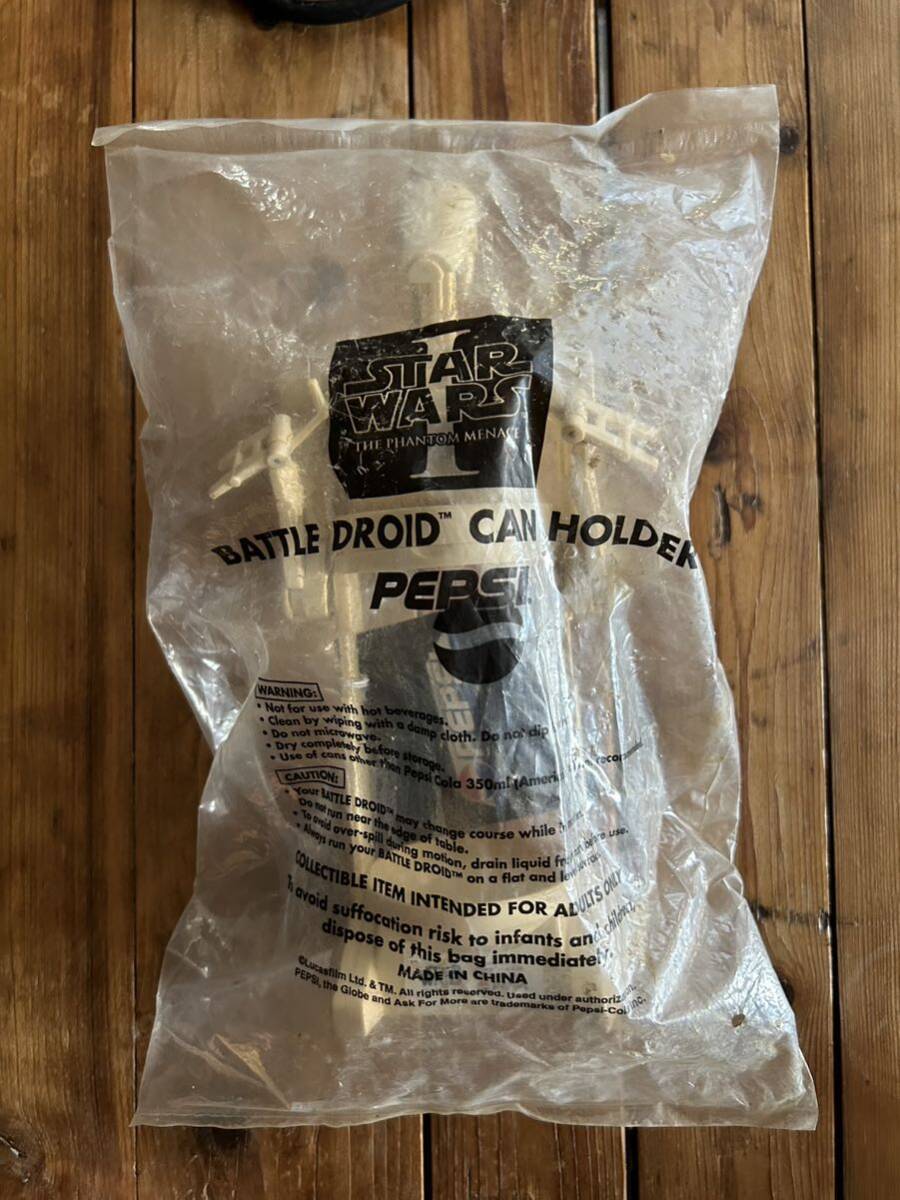 I
STAR
WARS
THE PHANTOM MENACE
BATTLE DROID™ CAN HOLDER
PEPSI
PEPSI
WARNING:
• Not for use with hot beverages.
• Clean by wiping with a damp cloth. Do not dip
• Do not microwave.
• Dry completely before storage.
• Use of cans other than Pepsi Cola 350ml
CAUTION:
• Your BATTLE DROID™ may change course while
Do not run near the edge of table.
• To avoid over-spill during motion, drain liquid before use.
• Always run your BATTLE DROID™ on a flat and
COLLECTIBLE ITEM INTENDED FOR ADULTS ONLY
To avoid suffocation risk to infants and children,
dispose of this bag immediately.
MADE IN CHINA
©Lucasfilm Ltd. & TM. All rights reserved. Used under authorization.
PEPSI, the Globe and Ask For More are trademarks of Pepsi-Co, Inc.